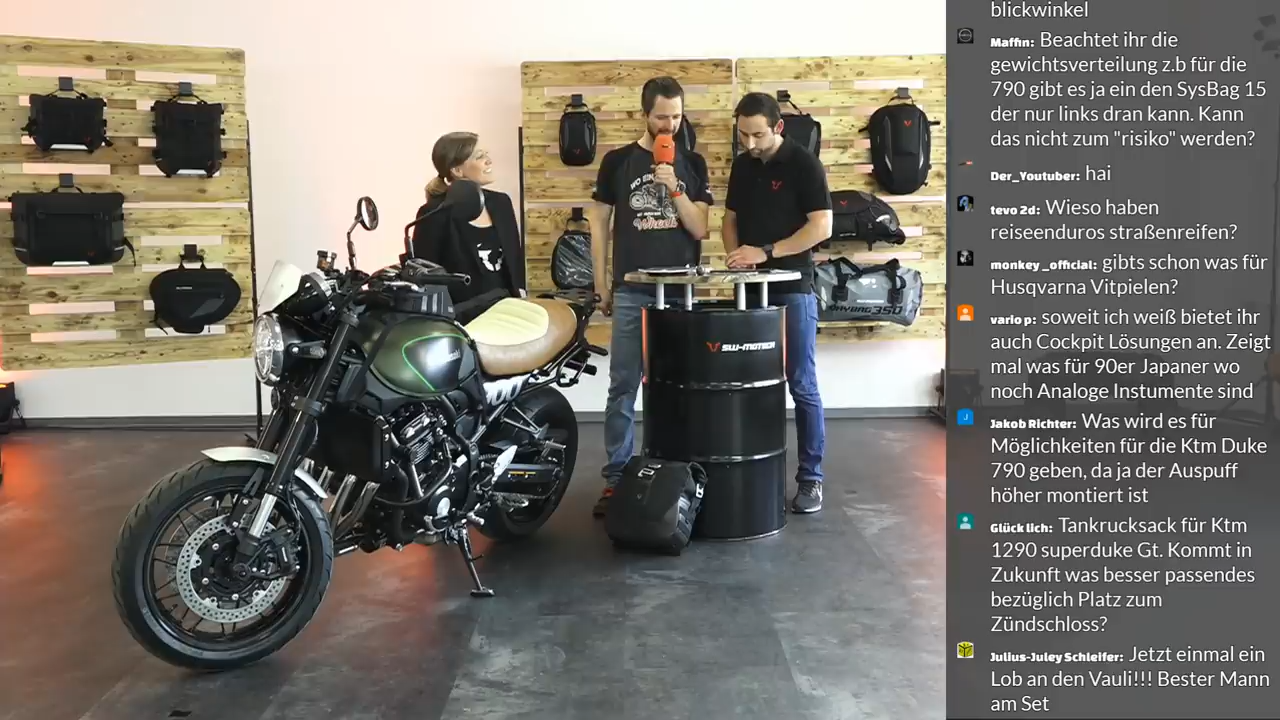 blickwinkel
Maffin: Beachtet ihr die
gewichtsverteilung z.b für die
790 gibt es ja ein den SysBag 15
der nur links dran kann. Kann
das nicht zum "risiko" werden?
Der_Youtuber: hai
tevo 2d: Wieso haben
reiseenduros straßenreifen?
monkey_official: gibts schon was für
Husqvarna Vitpielen?
vario p: soweit ich weiß bietet ihr
auch Cockpit Lösungen an. Zeigt
mal was für 90er Japaner wo
noch Analoge Instumente sind
Jakob Richter: Was wird es für
Möglichkeiten für die Ktm Duke
790 geben, da ja der Auspuff
höher montiert ist
Glück lich: Tankrucksack für Ktm
1290 superduke Gt. Kommt in
Zukunft was besser passendes
bezüglich Platz zum
Zündschloss?
Julius-Juley Schleifer: Jetzt einmal ein
Lob an den Vauli!!! Bester Mann
am Set
SW-MOTECH
DRYBAG 350
Wheels